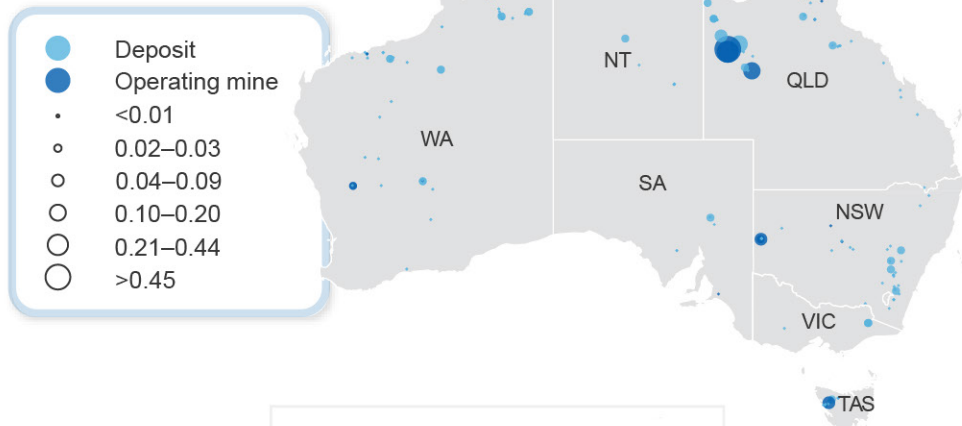 Deposit
Operating mine
<0.01
0.02–0.03
0.04–0.09
0.10–0.20
0.21–0.44
>0.45
NT
QLD
WA
SA
NSW
VIC
TAS